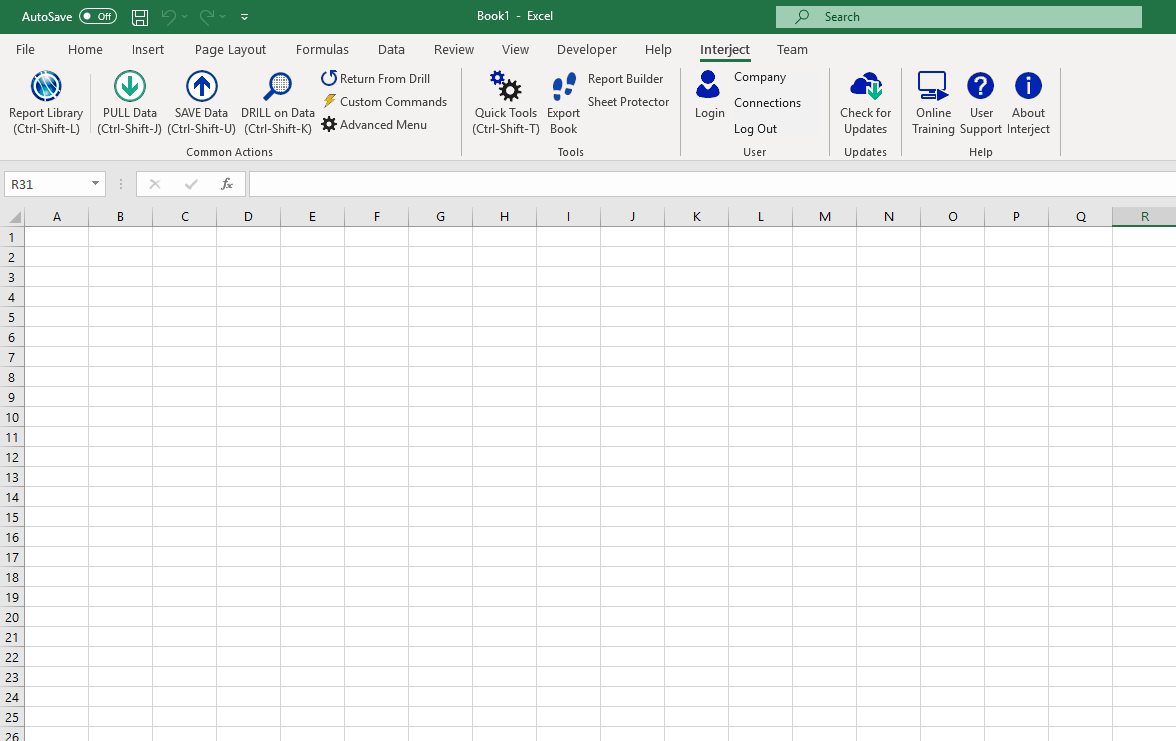 AutoSave Off Book1 - Excel Search
File Home Insert Page Layout Formulas Data Review View Developer Help Interject Team
Report Library
(Ctrl-Shift-L)
PULL Data
(Ctrl-Shift-J)
SAVE Data
(Ctrl-Shift-U)
DRILL on Data
(Ctrl-Shift-K)
Return From Drill
Custom Commands
Advanced Menu
Common Actions
Quick Tools
(Ctrl-Shift-T)
Export
Book
Report Builder
Sheet Protector
Tools
Login
Company
Connections
Log Out
User
Check for
Updates
Updates
Online
Training
User
Support
About
Interject
Help
R31 fx
A B C D E F G H I J K L M N O P Q R
1
2
3
4
5
6
7
8
9
10
11
12
13
14
15
16
17
18
19
20
21
22
23
24
25
26